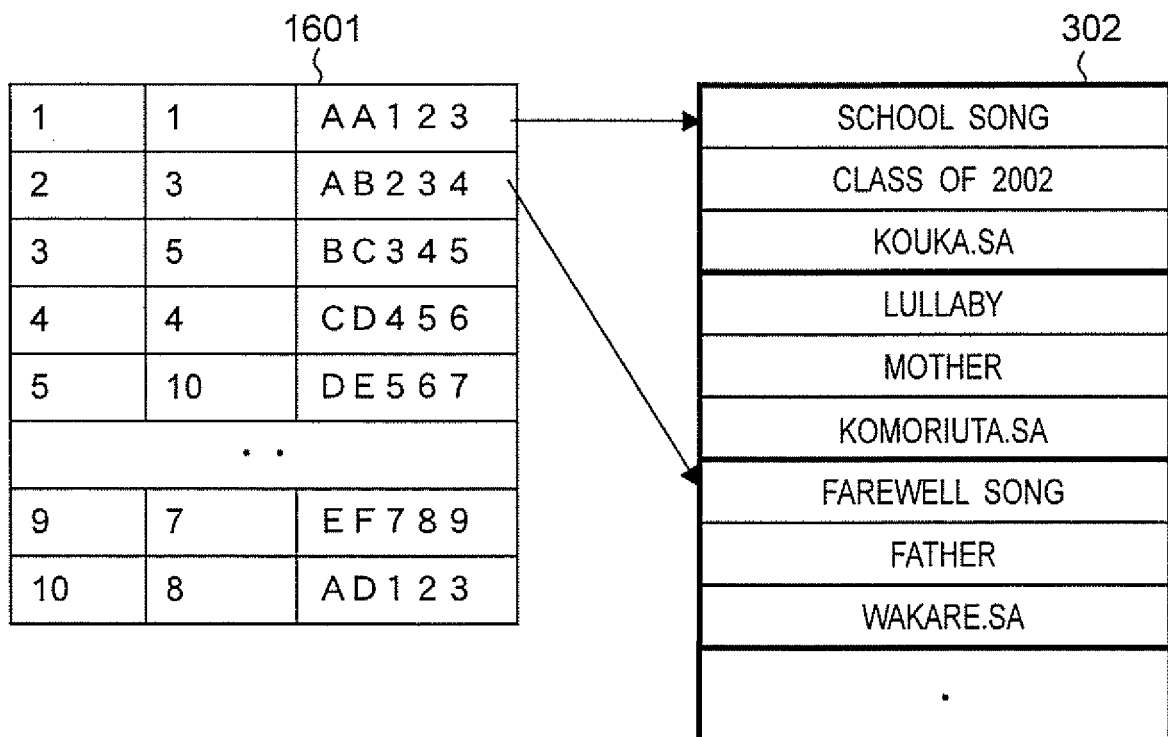 1601
1 1 AA123
2 3 AB234
3 5 BC345
4 4 CD456
5 10 DE567
. .
9 7 EF789
10 8 AD123
302
SCHOOL SONG
CLASS OF 2002
KOUKA.SA
LULLABY
MOTHER
KOMORIUTA.SA
FAREWELL SONG
FATHER
WAKARE.SA
.